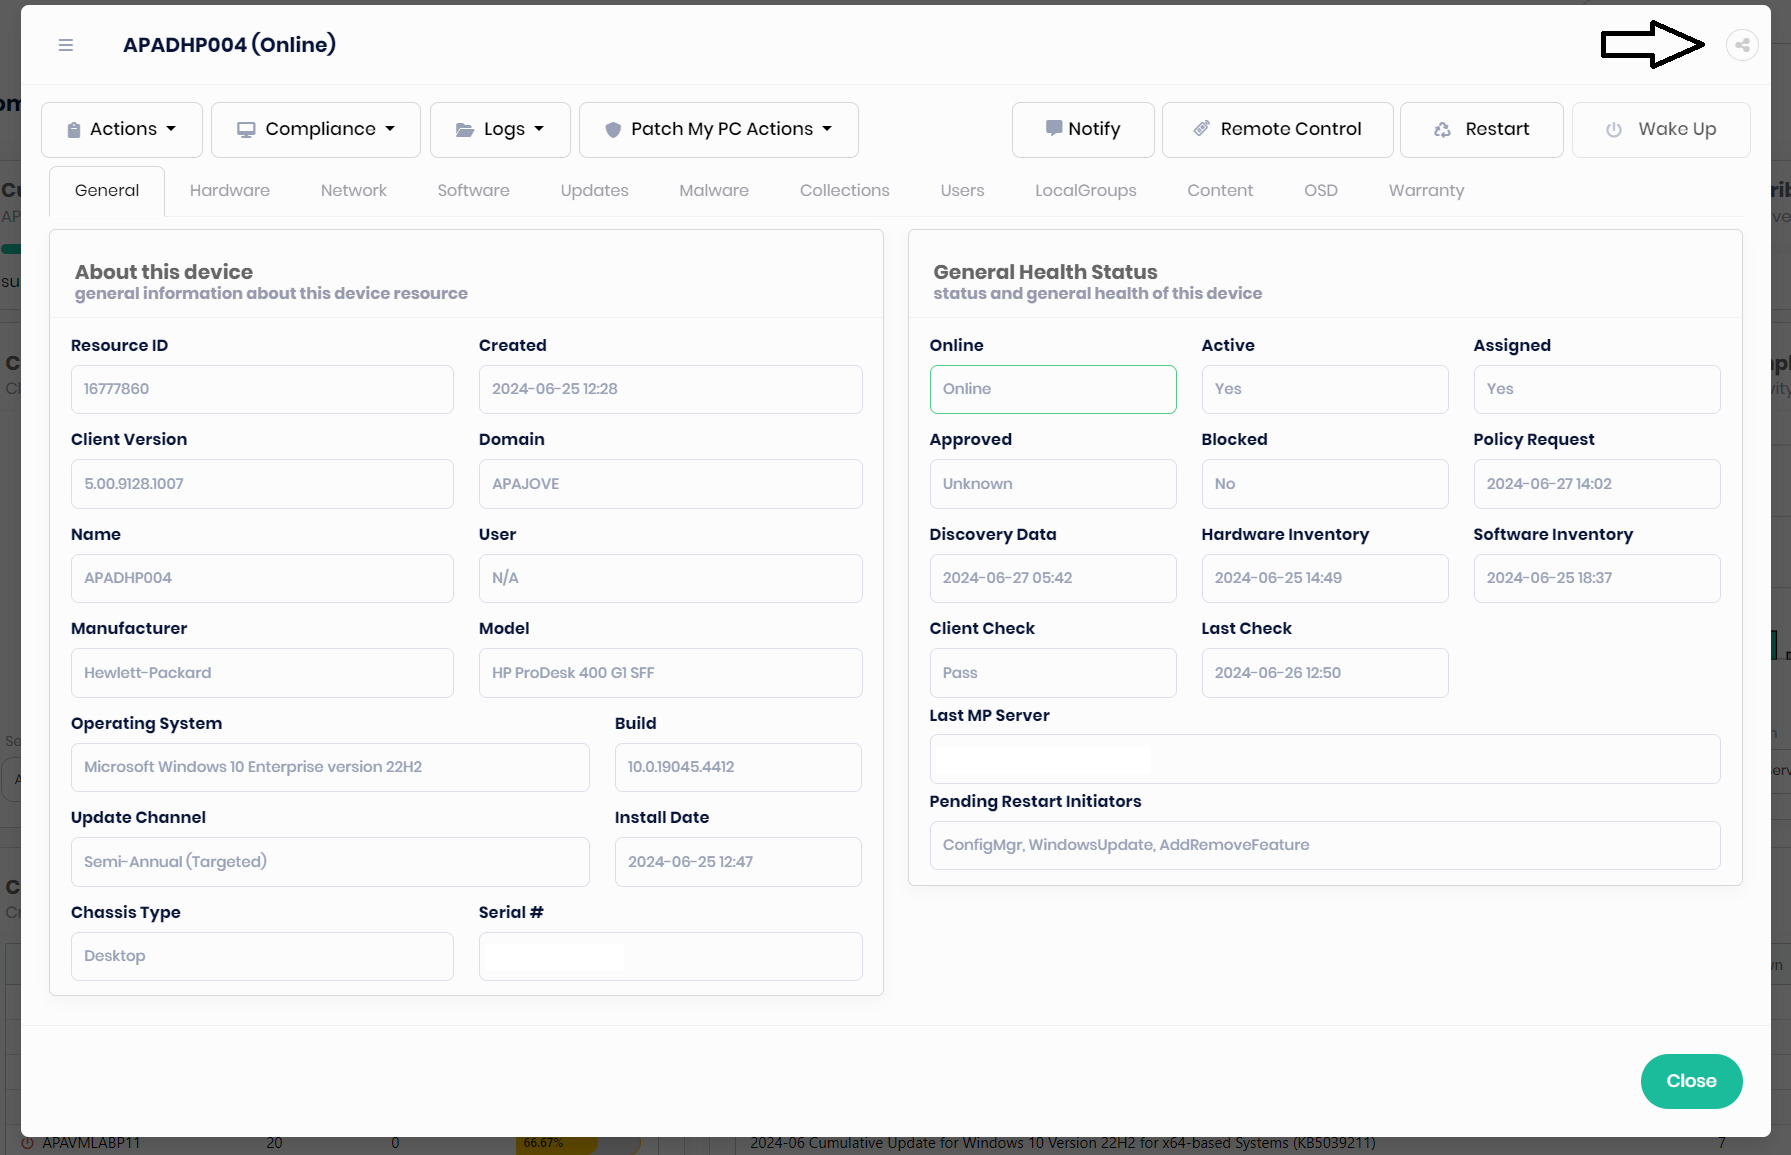 APADHP004 (Online)
Actions
Compliance
Logs
Patch My PC Actions
Notify
Remote Control
Restart
Wake Up
General
Hardware
Network
Software
Updates
Malware
Collections
Users
LocalGroups
Content
OSD
Warranty
About this device
general information about this device resource
Resource ID
Created
16777860
2024-06-25 12:28
Client Version
Domain
5.00.9128.1007
APAJOVE
Name
User
APADHP004
N/A
Manufacturer
Model
Hewlett-Packard
HP ProDesk 400 G1 SFF
Operating System
Build
Microsoft Windows 10 Enterprise version 22H2
10.0.19045.4412
Update Channel
Install Date
Semi-Annual (Targeted)
2024-06-25 12:47
Chassis Type
Serial #
Desktop
General Health Status
status and general health of this device
Online
Active
Assigned
Online
Yes
Yes
Approved
Blocked
Policy Request
Unknown
No
2024-06-27 14:02
Discovery Data
Hardware Inventory
Software Inventory
2024-06-27 05:42
2024-06-25 14:49
2024-06-25 18:37
Client Check
Last Check
Pass
2024-06-26 12:50
Last MP Server
Pending Restart Initiators
ConfigMgr, WindowsUpdate, AddRemoveFeature
Close
APAVMLABP11
20
0
66.67%
2024-06 Cumulative Update for Windows 10 Version 22H2 for x64-based Systems (KB5039211)
7